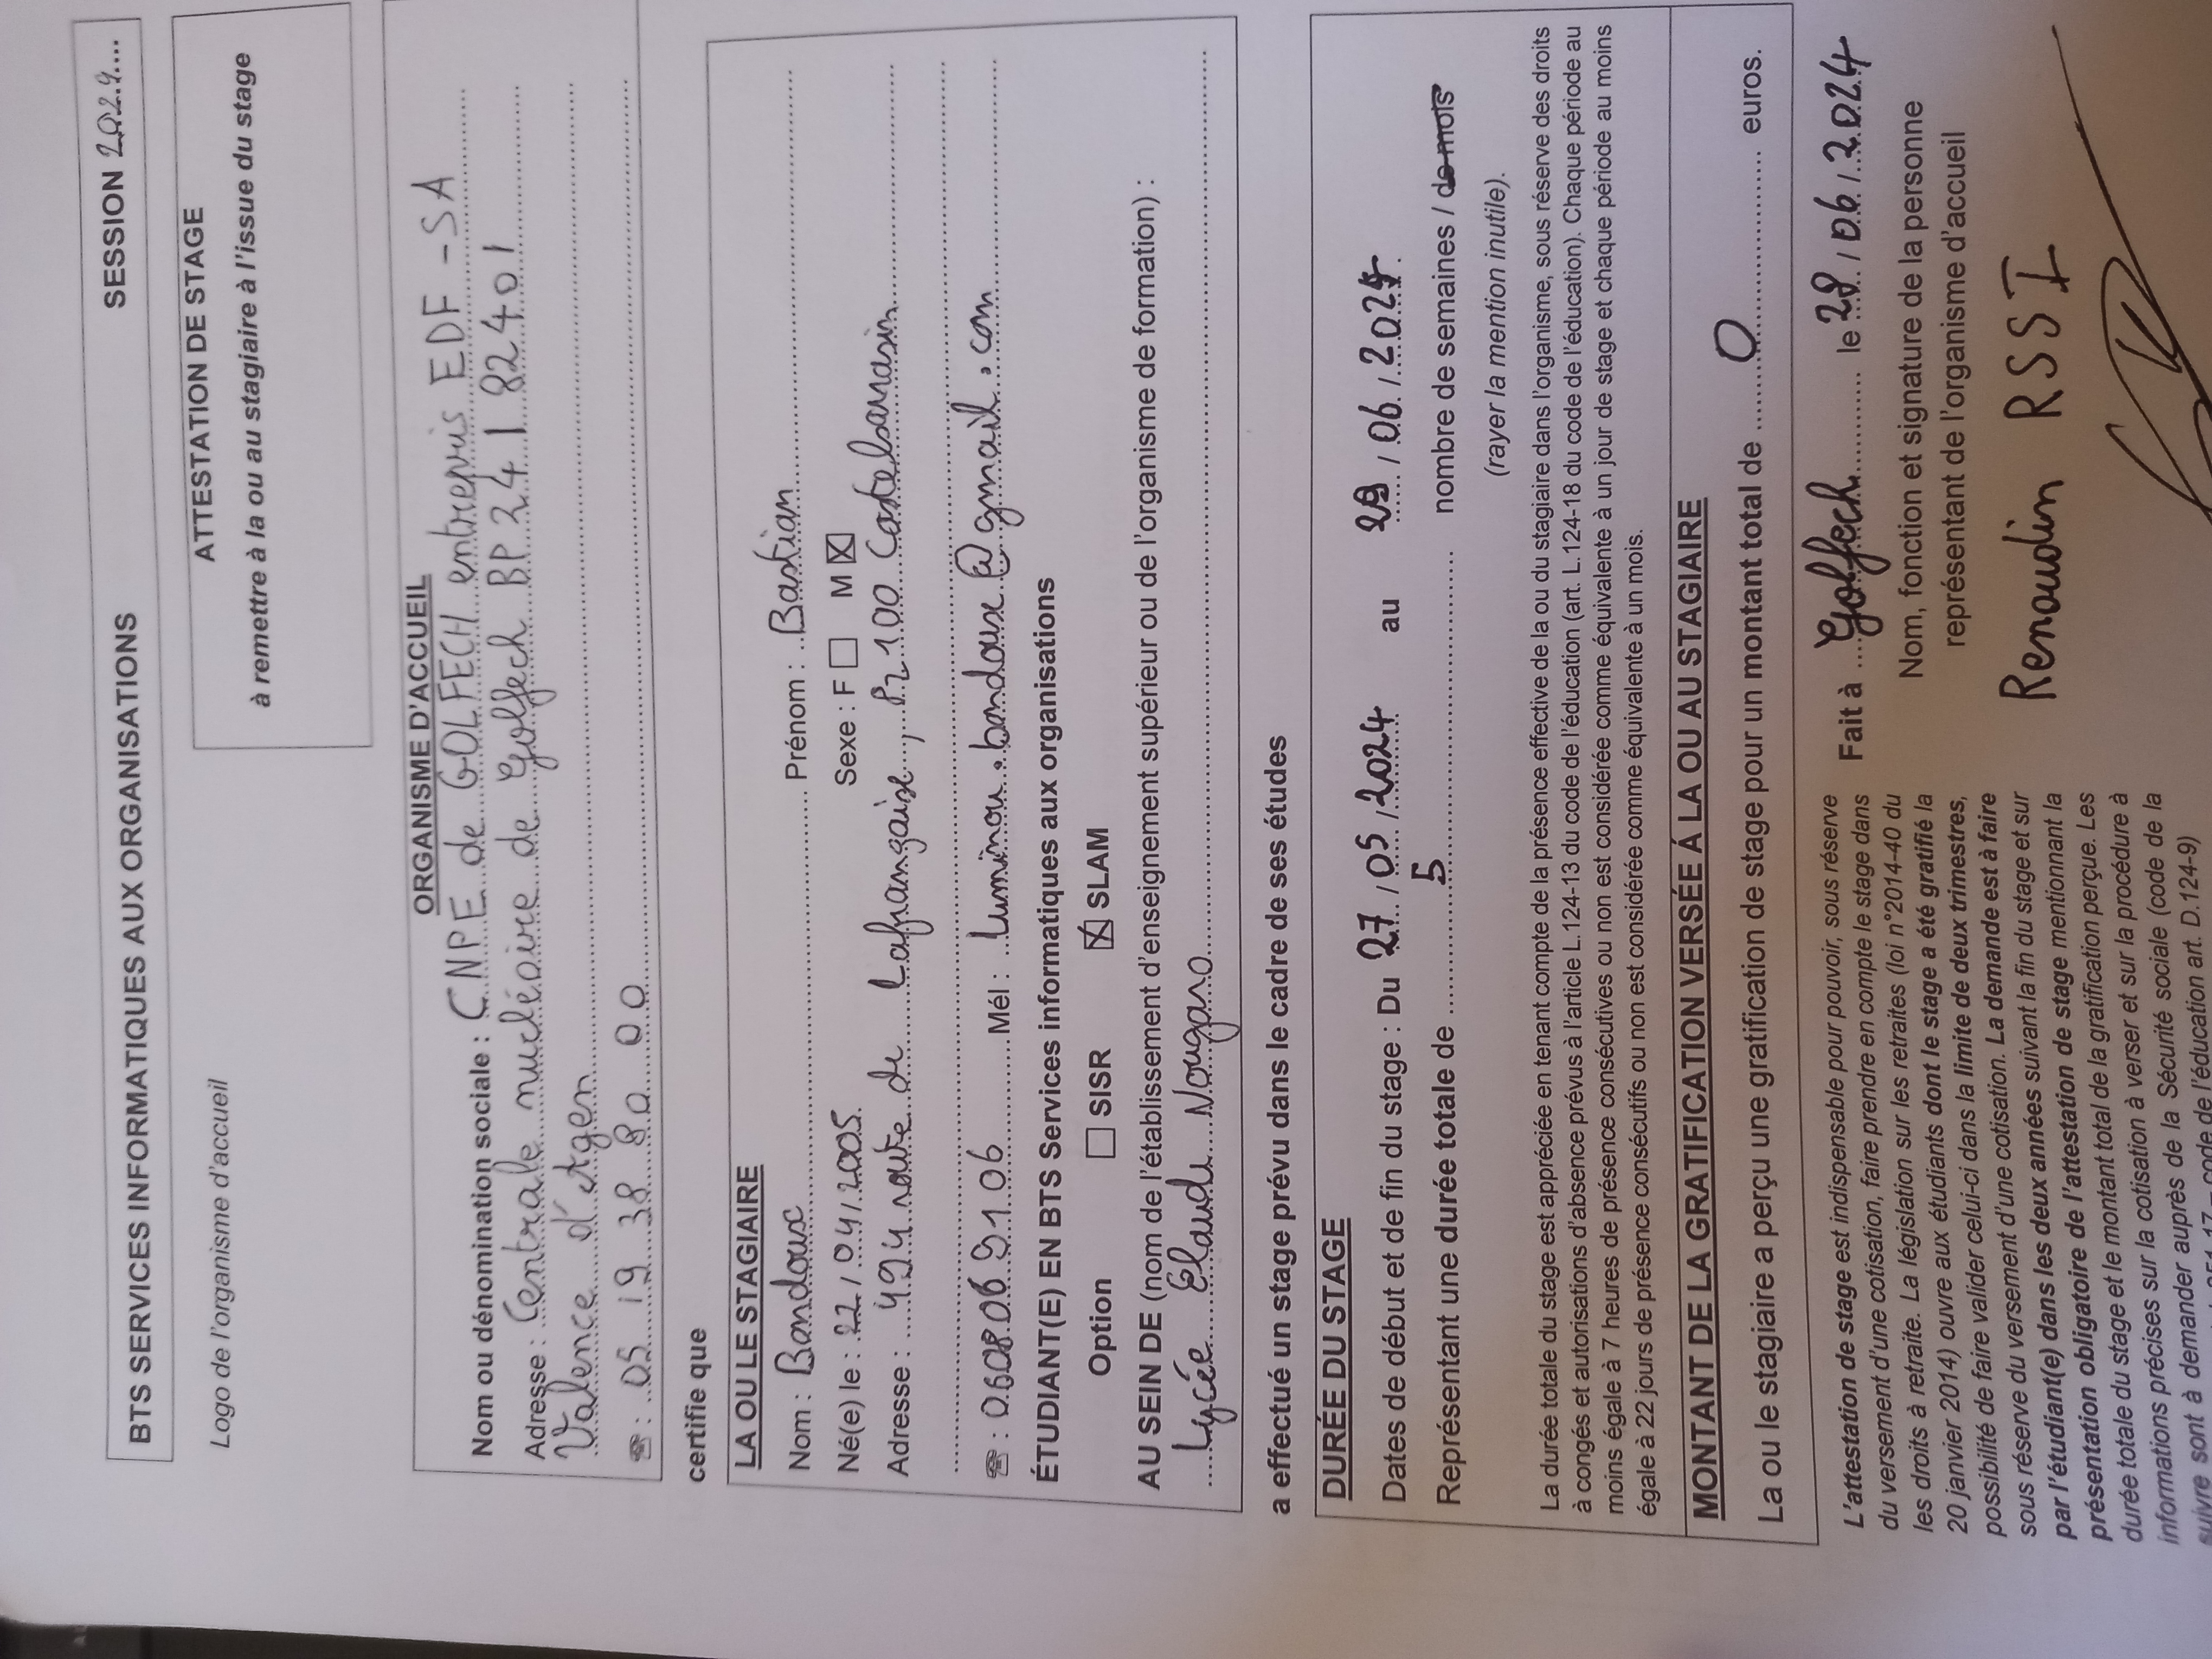 BTS SERVICES INFORMATIQUES AUX ORGANISATIONS SESSION 2029....
Logo de l'organisme d'accueil
ATTESTATION DE STAGE
à remettre à la ou au stagiaire à l'issue du stage
ORGANISME D'ACCUEIL
Nom ou dénomination sociale : CNPE de GOLFECH entrepris EDF - SA
Adresse : Centrale nucléaire de Golfech BP 24 | 82401
Valence d'Agen
☎ : 05 19 38 80 00
certifie que
LA OU LE STAGIAIRE
Nom : Bondoux Prénom : Bastian
Né(e) le : 22 / 04 / 2005 Sexe : F ☐ M ☒
Adresse : 494 route de Lafrançaise, 82100 Castelsarrasin
☎ : 0608069106 Mél : luminou.bondoux@gmail.com
ÉTUDIANT(E) EN BTS Services informatiques aux organisations
Option ☐ SISR ☒ SLAM
AU SEIN DE (nom de l'établissement d'enseignement supérieur ou de l'organisme de formation) :
Lycée Claude Nougaro
a effectué un stage prévu dans le cadre de ses études
DURÉE DU STAGE
Dates de début et de fin du stage : Du 27 / 05 / 2024 au / 06 / 2024
Représentant une durée totale de 5 nombre de semaines / de mois
(rayer la mention inutile).
La durée totale du stage est appréciée en tenant compte de la présence effective de la ou du stagiaire dans l'organisme, sous réserve des droits
à congés et autorisations d'absence prévus à l'article L.124-13 du code de l'éducation (art. L.124-18 du code de l'éducation). Chaque période au
moins égale à 7 heures de présence consécutives ou non est considérée comme équivalente à un jour de stage et chaque période au moins
égale à 22 jours de présence consécutifs ou non est considérée comme équivalente à un mois.
MONTANT DE LA GRATIFICATION VERSÉE Á LA OU AU STAGIAIRE
La ou le stagiaire a perçu une gratification de stage pour un montant total de 0 euros.
L'attestation de stage est indispensable pour pouvoir, sous réserve
du versement d'une cotisation, faire prendre en compte le stage dans
les droits à retraite. La législation sur les retraites (loi n°2014-40 du
20 janvier 2014) ouvre aux étudiants dont le stage a été gratifié la
possibilité de faire valider celui-ci dans la limite de deux trimestres,
sous réserve du versement d'une cotisation. La demande est à faire
par l'étudiant(e) dans les deux années suivant la fin du stage et sur
présentation obligatoire de l'attestation de stage mentionnant la
durée totale du stage et le montant total de la gratification perçue. Les
informations précises sur la cotisation à verser et sur la procédure à
suivre sont à demander auprès de la Sécurité sociale (code de la
17 – code de l'éducation art. D.124-9)
Fait à Golfech le 28 / 06 / 2024
Nom, fonction et signature de la personne
représentant de l'organisme d'accueil
Renoudin RSSI